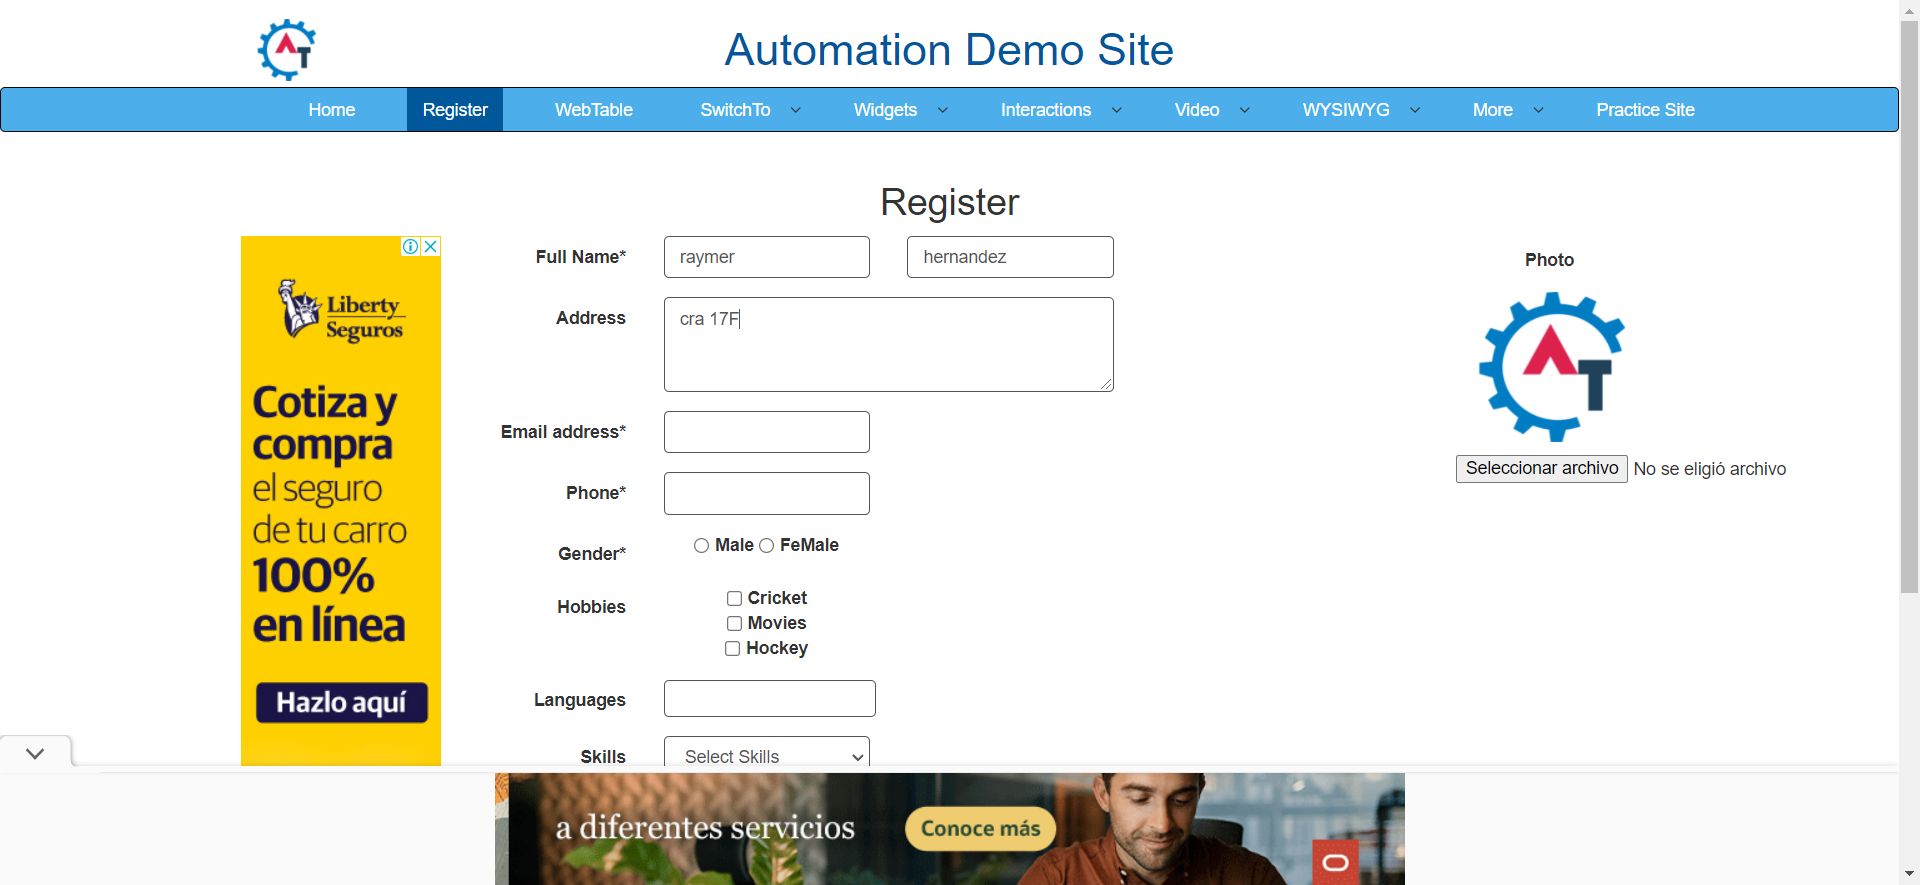 AT
Automation Demo Site
Home Register WebTable SwitchTo Widgets Interactions Video WYSIWYG More Practice Site
Register
Full Name* raymer hernandez
Photo
Liberty
Seguros
Address cra 17F
AT
Cotiza y
compra
el seguro
de tu carro
100%
en línea
Hazlo aquí
Email address*
Seleccionar archivo No se eligió archivo
Phone*
Gender* Male FeMale
Hobbies Cricket
Movies
Hockey
Languages
Skills Select Skills
a diferentes servicios Conoce más